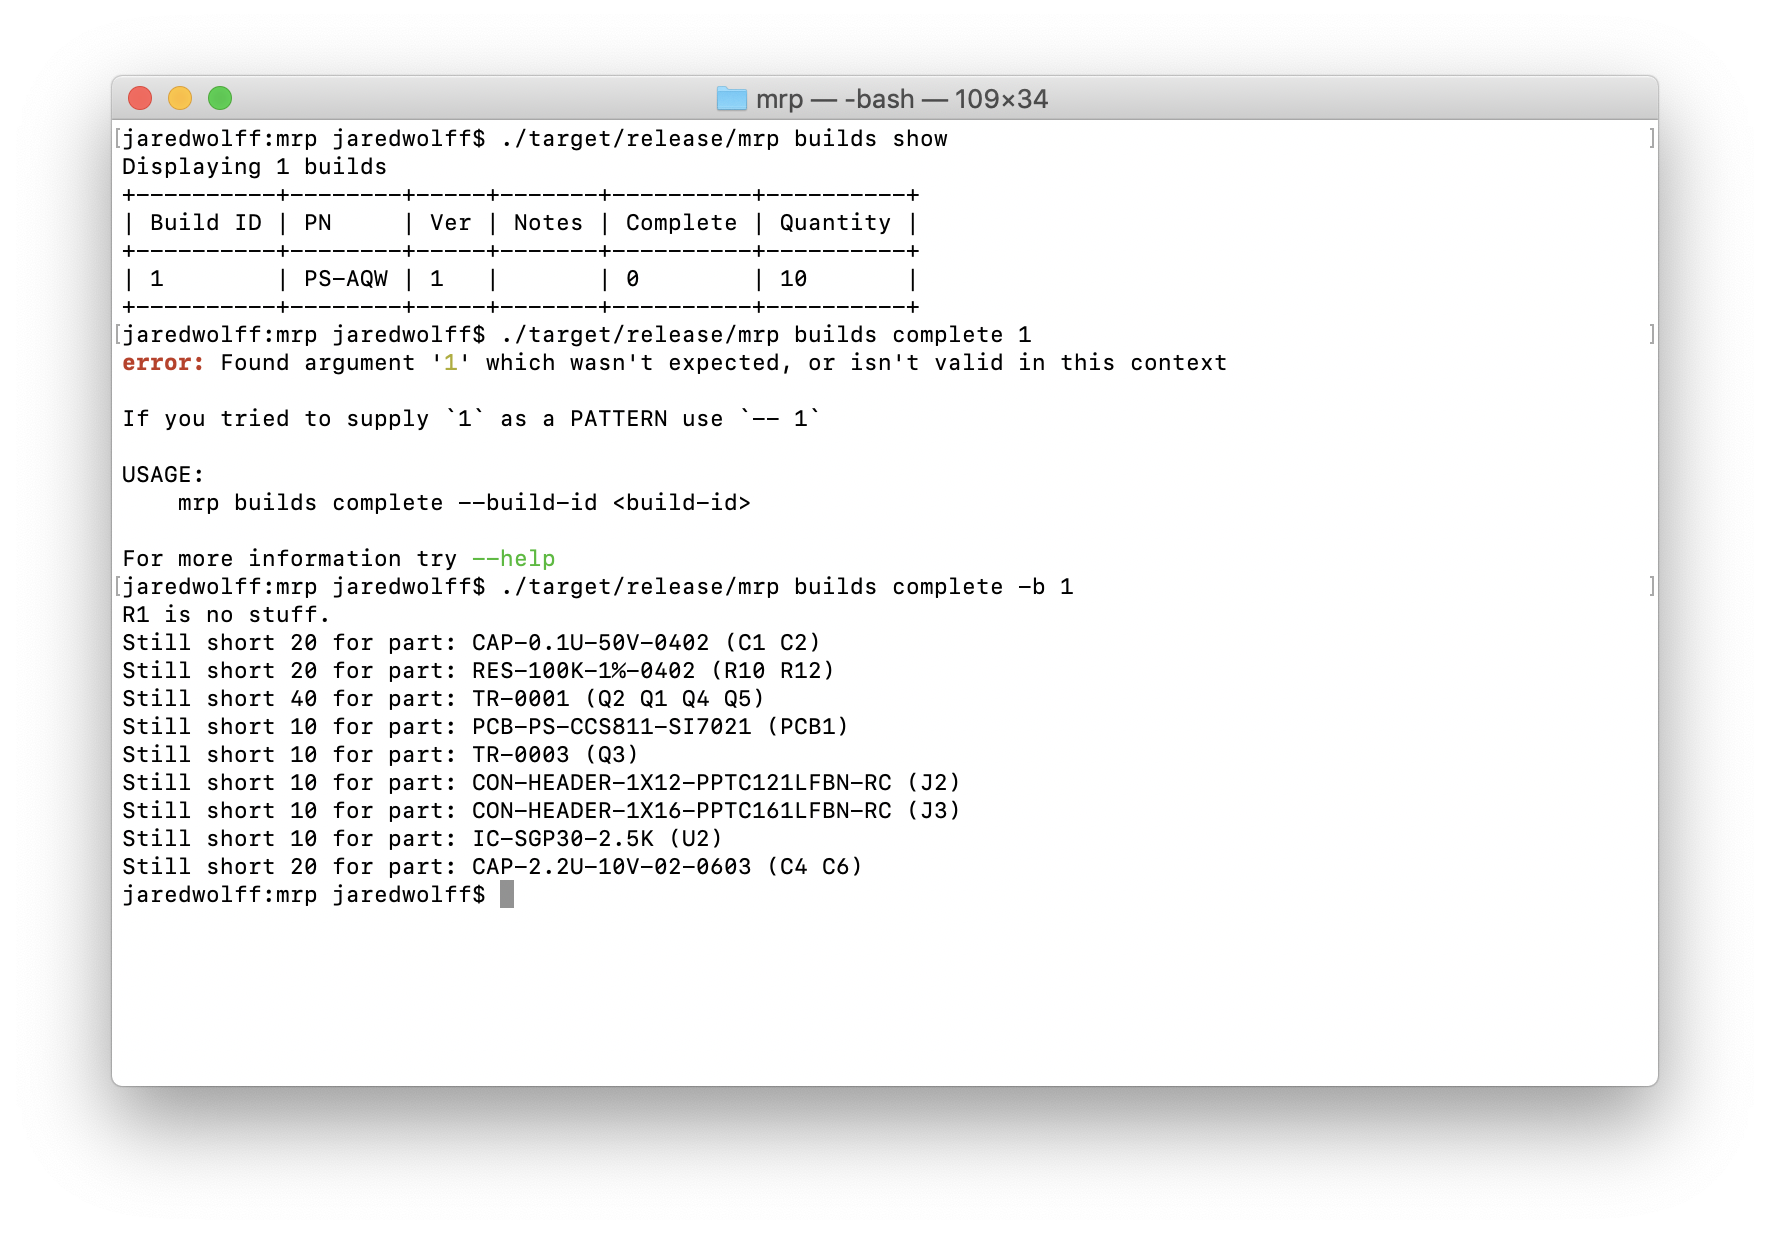 mrp — -bash — 109×34
[jaredwolff:mrp jaredwolff$ ./target/release/mrp builds show ]
Displaying 1 builds
+----------+--------+-----+-------+----------+----------+
| Build ID | PN     | Ver | Notes | Complete | Quantity |
+----------+--------+-----+-------+----------+----------+
| 1        | PS-AQW | 1   |       | 0        | 10       |
+----------+--------+-----+-------+----------+----------+
[jaredwolff:mrp jaredwolff$ ./target/release/mrp builds complete 1 ]
error: Found argument '1' which wasn't expected, or isn't valid in this context
If you tried to supply `1` as a PATTERN use `-- 1`
USAGE:
    mrp builds complete --build-id <build-id>
For more information try --help
[jaredwolff:mrp jaredwolff$ ./target/release/mrp builds complete -b 1 ]
R1 is no stuff.
Still short 20 for part: CAP-0.1U-50V-0402 (C1 C2)
Still short 20 for part: RES-100K-1%-0402 (R10 R12)
Still short 40 for part: TR-0001 (Q2 Q1 Q4 Q5)
Still short 10 for part: PCB-PS-CCS811-SI7021 (PCB1)
Still short 10 for part: TR-0003 (Q3)
Still short 10 for part: CON-HEADER-1X12-PPTC121LFBN-RC (J2)
Still short 10 for part: CON-HEADER-1X16-PPTC161LFBN-RC (J3)
Still short 10 for part: IC-SGP30-2.5K (U2)
Still short 20 for part: CAP-2.2U-10V-02-0603 (C4 C6)
jaredwolff:mrp jaredwolff$